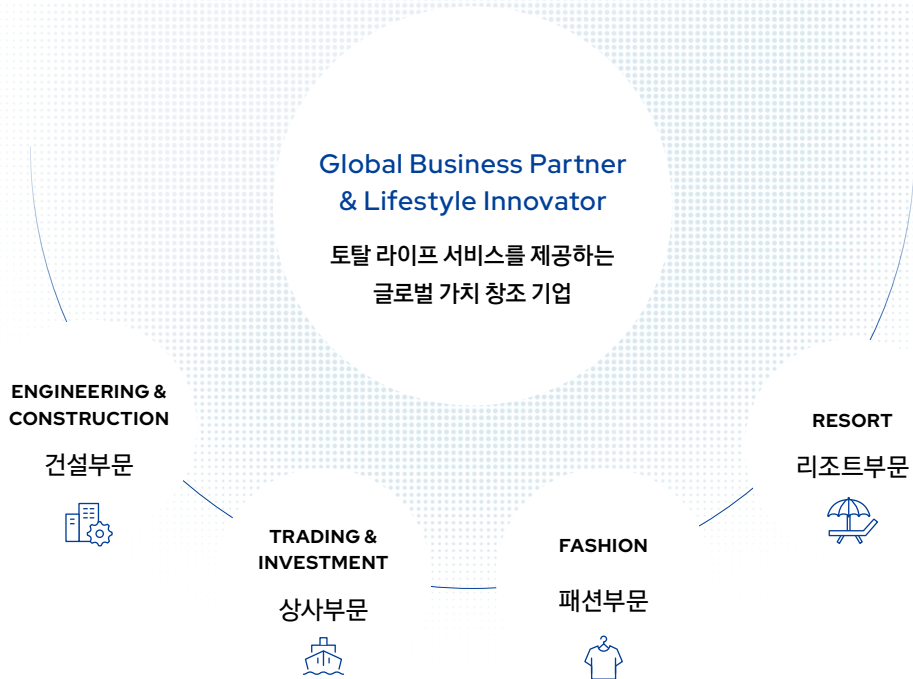 Global Business Partner
& Lifestyle Innovator
토탈 라이프 서비스를 제공하는
글로벌 가치 창조 기업
ENGINEERING &
CONSTRUCTION
건설부문
TRADING &
INVESTMENT
상사부문
FASHION
패션부문
RESORT
리조트부문